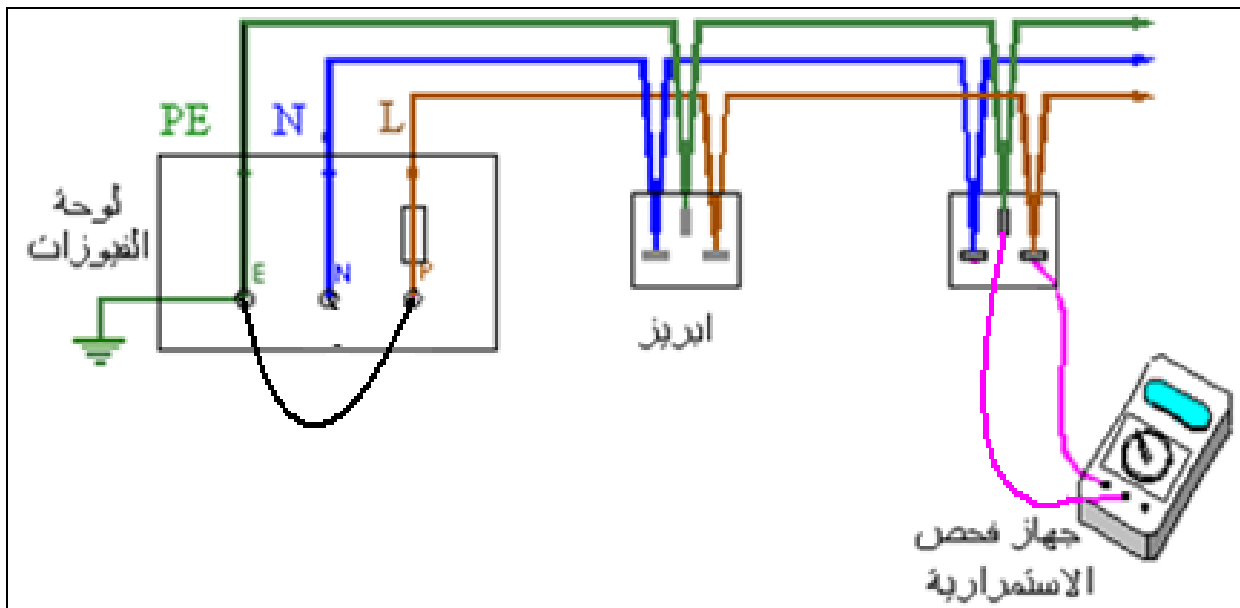 PE N L
لوحة
الفيوزات
E N P
ابريز
جهاز فحص
الاستمرارية